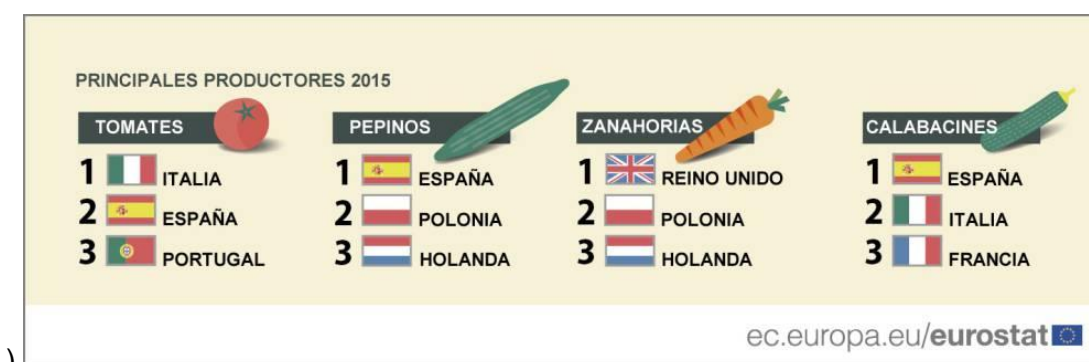 PRINCIPALES PRODUCTORES 2015
TOMATES
1 ITALIA
2 ESPAÑA
3 PORTUGAL
PEPINOS
1 ESPAÑA
2 POLONIA
3 HOLANDA
ZANAHORIAS
1 REINO UNIDO
2 POLONIA
3 HOLANDA
CALABACINES
1 ESPAÑA
2 ITALIA
3 FRANCIA
ec.europa.eu/eurostat
)